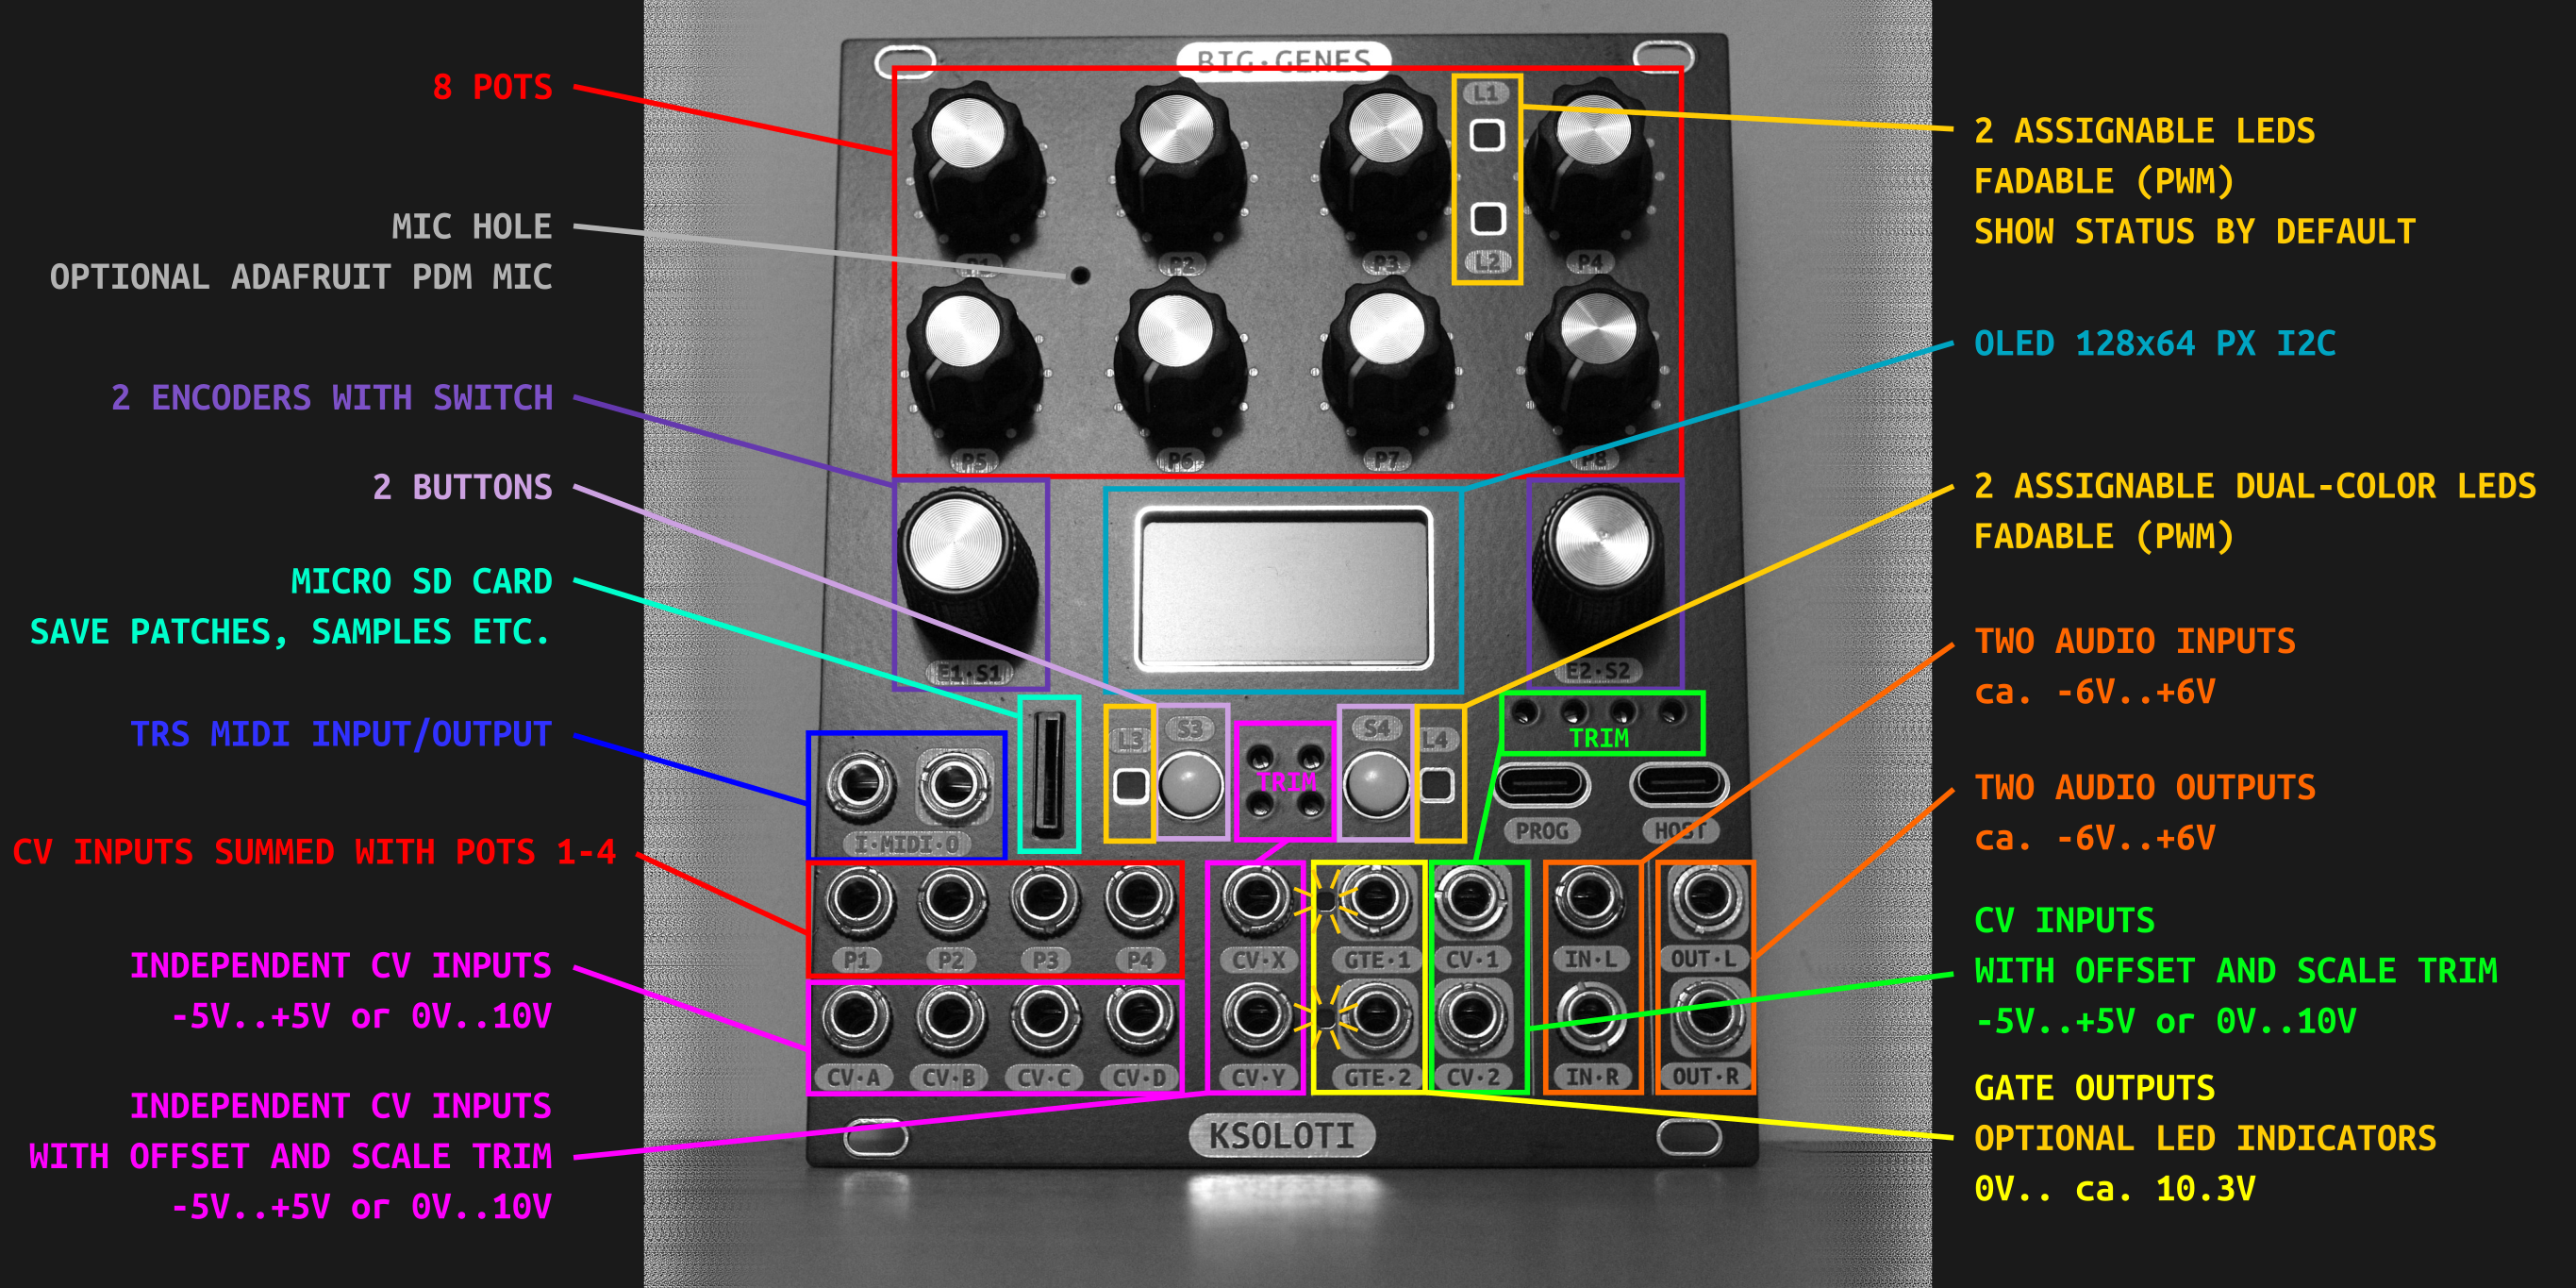 8 POTS
MIC HOLE
OPTIONAL ADAFRUIT PDM MIC
2 ENCODERS WITH SWITCH
2 BUTTONS
MICRO SD CARD
SAVE PATCHES, SAMPLES ETC.
TRS MIDI INPUT/OUTPUT
CV INPUTS SUMMED WITH POTS 1-4
INDEPENDENT CV INPUTS
-5V..+5V or 0V..10V
INDEPENDENT CV INPUTS
WITH OFFSET AND SCALE TRIM
-5V..+5V or 0V..10V
BIG·GENES
L1
L2
P1 P2 P3 P4
P5 P6 P7 P8
E1·S1 E2·S2
L3 S3 S4 L4
TRIM
TRIM
I·MIDI·O PROG HOST
P1 P2 P3 P4 CV·X GTE·1 CV·1 IN·L OUT·L
CV·A CV·B CV·C CV·D CV·Y GTE·2 CV·2 IN·R OUT·R
KSOLOTI
2 ASSIGNABLE LEDS
FADABLE (PWM)
SHOW STATUS BY DEFAULT
OLED 128x64 PX I2C
2 ASSIGNABLE DUAL-COLOR LEDS
FADABLE (PWM)
TWO AUDIO INPUTS
ca. -6V..+6V
TWO AUDIO OUTPUTS
ca. -6V..+6V
CV INPUTS
WITH OFFSET AND SCALE TRIM
-5V..+5V or 0V..10V
GATE OUTPUTS
OPTIONAL LED INDICATORS
0V.. ca. 10.3V